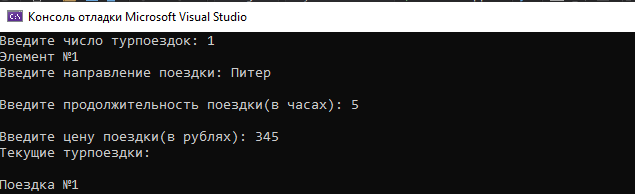 Консоль отладки Microsoft Visual Studio
Введите число турпоездок: 1
Элемент №1
Введите направление поездки: Питер
Введите продолжительность поездки(в часах): 5
Введите цену поездки(в рублях): 345
Текущие турпоездки:
Поездка №1